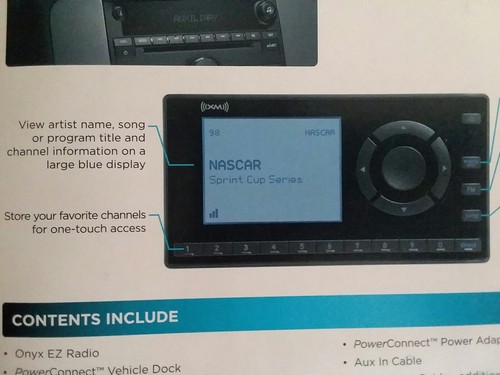 AUXILIARY
((XM))
View artist name, song
or program title and
channel information on a
large blue display
98 NASCAR
NASCAR
Sprint Cup Series
Store your favorite channels
for one-touch access
1 2 3 4 5 6 7 8 9 0
CONTENTS INCLUDE
• Onyx EZ Radio
• PowerConnect™ Vehicle Dock
• PowerConnect™ Power Adap
• Aux In Cable